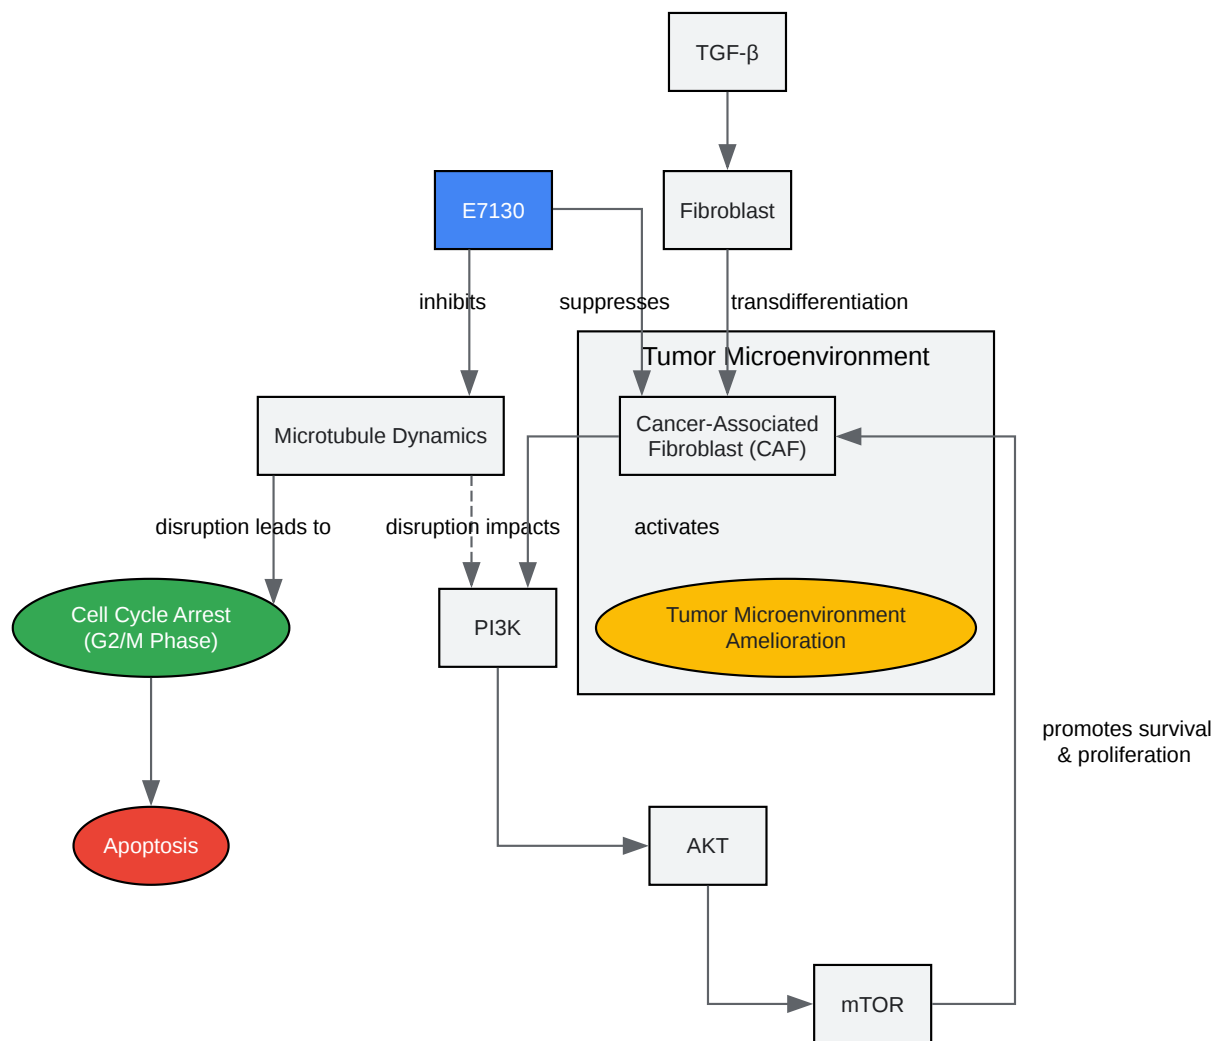 TGF-β
E7130
Fibroblast
inhibits
suppresses
transdifferentiation
Tumor Microenvironment
Microtubule Dynamics
Cancer-Associated
Fibroblast (CAF)
disruption leads to
disruption impacts
activates
Cell Cycle Arrest
(G2/M Phase)
PI3K
Tumor Microenvironment
Amelioration
promotes survival
& proliferation
Apoptosis
AKT
mTOR